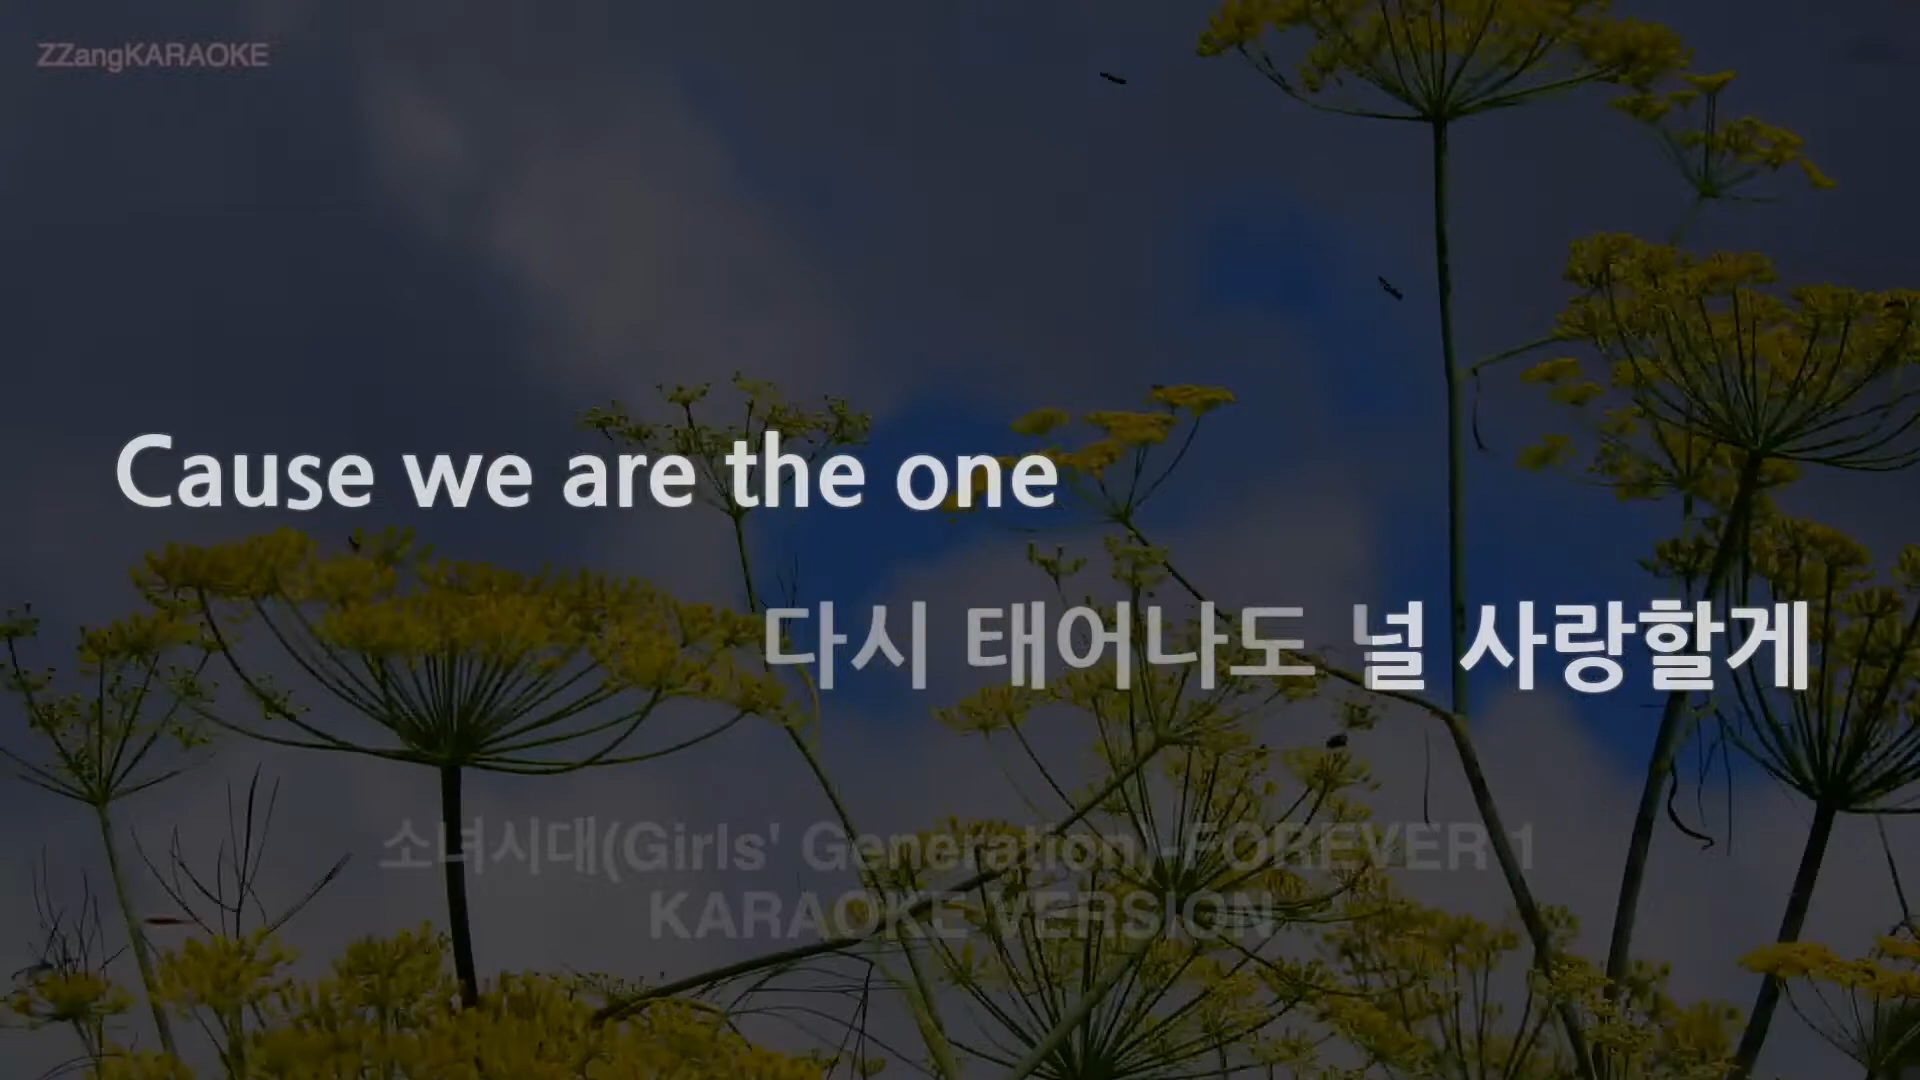 ZZangKARAOKE
Cause we are the one
다시 태어나도 널 사랑할게
소녀시대(Girls' Generation)-FOREVER 1
KARAOKE VERSION